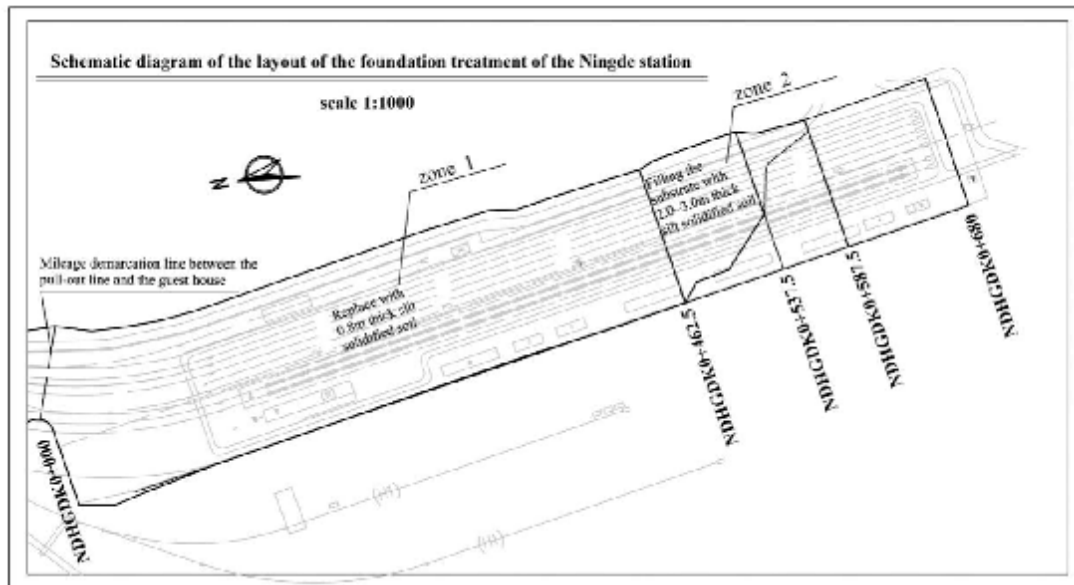 Schematic diagram of the layout of the foundation treatment of the Ningde station
scale 1:1000
zone 2
zone 1
N
Filling the
substrate with
2.0~3.0m thick
silt solidified soil
Mileage demarcation line between the
pull-out line and the guest house
Replace with
0.8m thick silt
solidified soil
NDHGDK0+000
NDHGDK0+462.5
NDHGDK0+537.5
NDHGDK0+587.5
NDHGDK0+680